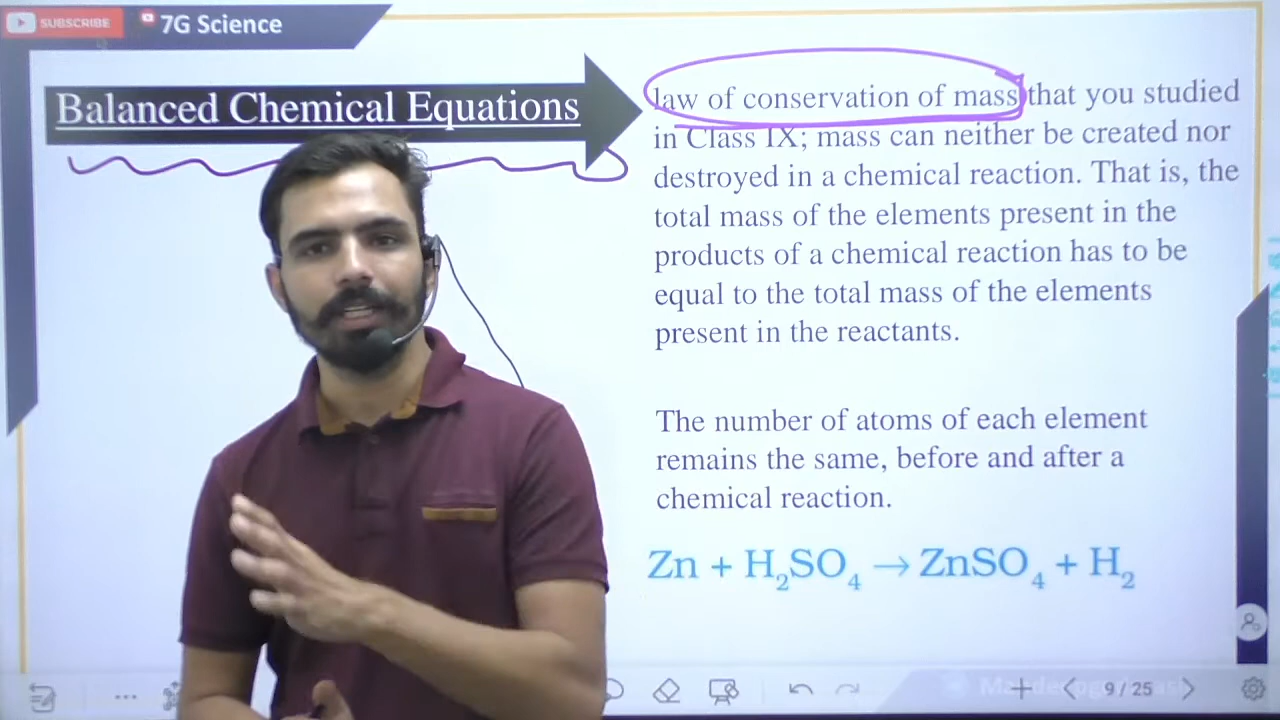 SUBSCRIBE
7G Science
Balanced Chemical Equations
law of conservation of mass that you studied
in Class IX; mass can neither be created nor
destroyed in a chemical reaction. That is, the
total mass of the elements present in the
products of a chemical reaction has to be
equal to the total mass of the elements
present in the reactants.
The number of atoms of each element
remains the same, before and after a
chemical reaction.
Zn + H₂SO₄ → ZnSO₄ + H₂
9 / 25